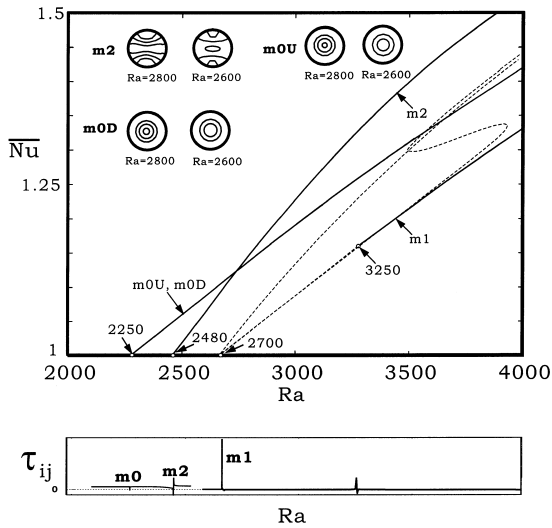 1.5
m2
Ra=2800
Ra=2600
m0U
Ra=2800
Ra=2600
m2
m0D
Ra=2800
Ra=2600
Nu
1.25
m1
3250
m0U, m0D
2250
2480
2700
1
2000
2500
3000
3500
4000
Ra
τij
m0
m2
m1
0
Ra